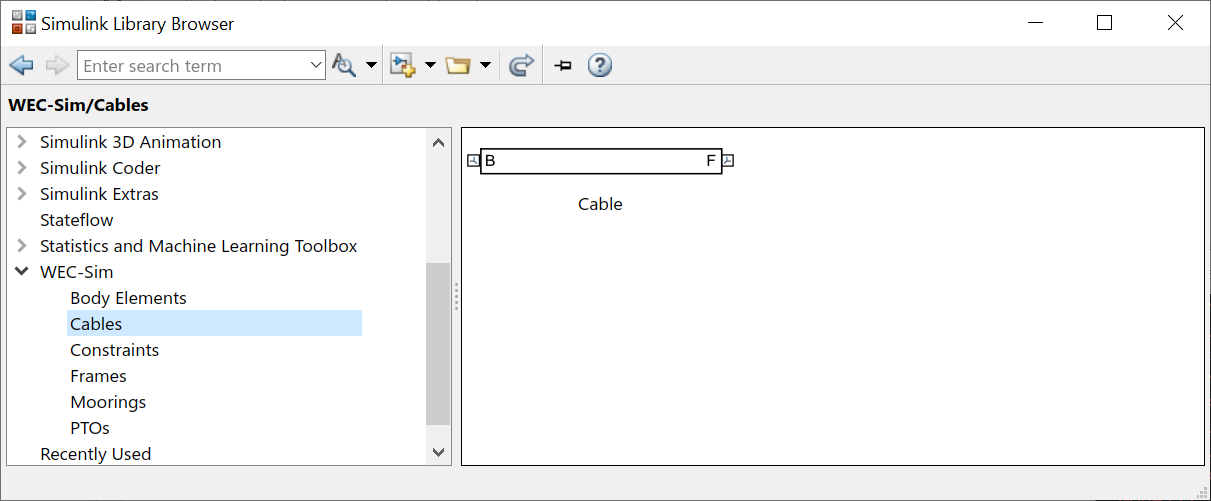 Simulink Library Browser
Enter search term
WEC-Sim/Cables
Simulink 3D Animation
Simulink Coder
Simulink Extras
Stateflow
Statistics and Machine Learning Toolbox
WEC-Sim
Body Elements
Cables
Constraints
Frames
Moorings
PTOs
Recently Used
B F
Cable